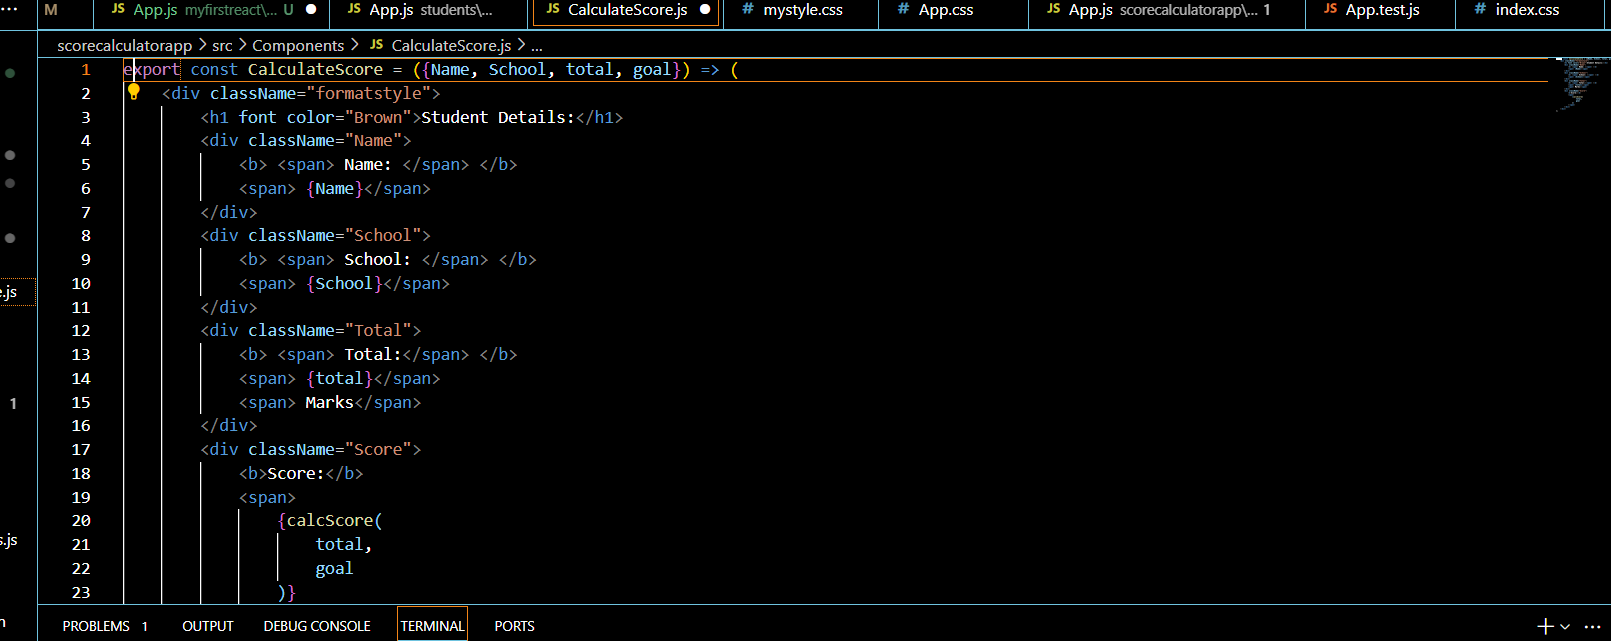 M JS App.js myfirstreact\... U JS App.js students\... JS CalculateScore.js # mystyle.css # App.css JS App.js scorecalculatorapp\... 1 JS App.test.js # index.css
scorecalculatorapp > src > Components > JS CalculateScore.js > ...
1 export const CalculateScore = ({Name, School, total, goal}) => (
2 <div className="formatstyle">
3 <h1 font color="Brown">Student Details:</h1>
4 <div className="Name">
5 <b> <span> Name: </span> </b>
6 <span> {Name}</span>
7 </div>
8 <div className="School">
9 <b> <span> School: </span> </b>
10 <span> {School}</span>
.js
11 </div>
12 <div className="Total">
13 <b> <span> Total:</span> </b>
14 <span> {total}</span>
1
15 <span> Marks</span>
16 </div>
17 <div className="Score">
18 <b>Score:</b>
19 <span>
20 {calcScore(
s.js
21 total,
22 goal
23 )}
PROBLEMS 1 OUTPUT DEBUG CONSOLE TERMINAL PORTS